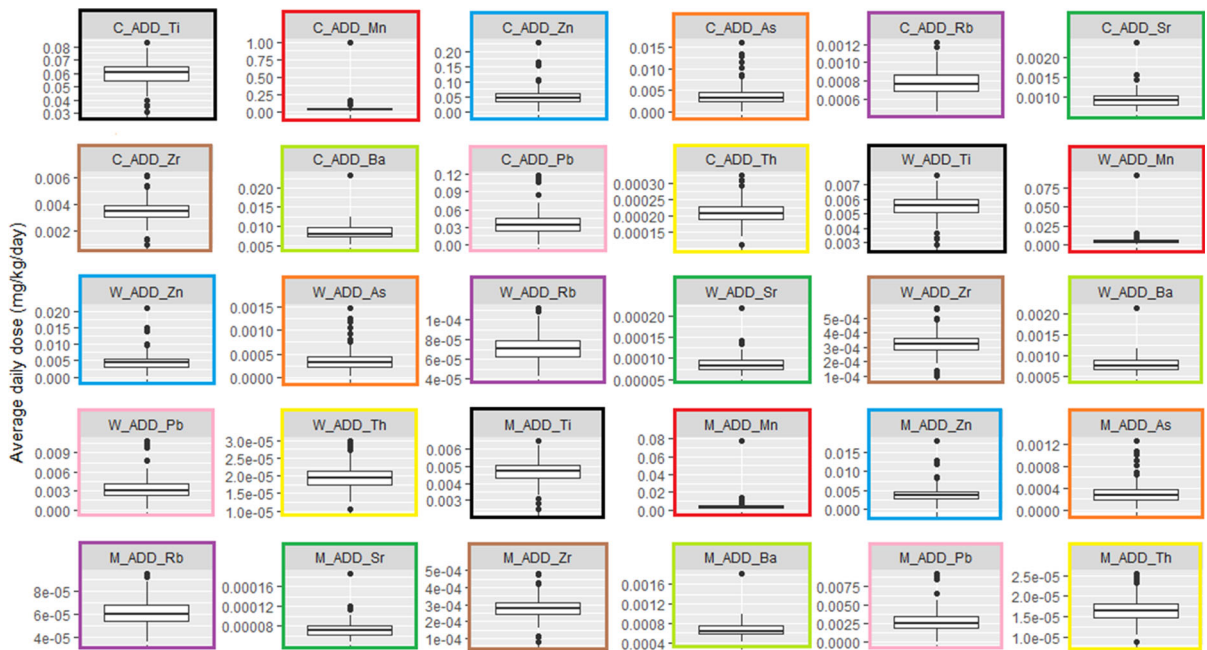 Average daily dose (mg/kg/day)
C_ADD_Ti C_ADD_Mn C_ADD_Zn C_ADD_As C_ADD_Rb C_ADD_Sr
0.08 0.07 0.06 0.05 0.04 0.03
1.00 0.75 0.50 0.25 0.00
0.20 0.15 0.10 0.05 0.00
0.015 0.010 0.005 0.000
0.0012 0.0010 0.0008 0.0006
0.0020 0.0010
C_ADD_Zr C_ADD_Ba C_ADD_Pb C_ADD_Th W_ADD_Ti W_ADD_Mn
0.006 0.004 0.002
0.020 0.015 0.010 0.005
0.12 0.09 0.06 0.03 0.00
0.00030 0.00020 0.00015
0.007 0.006 0.005 0.004 0.003
0.075 0.050 0.025 0.000
W_ADD_Zn W_ADD_As W_ADD_Rb W_ADD_Sr W_ADD_Zr W_ADD_Ba
0.020 0.015 0.010 0.005 0.000
0.0015 0.0010 0.0005 0.0000
1e-04 8e-05 6e-05 4e-05
0.00020 0.00015 0.00010 0.00005
5e-04 4e-04 3e-04 2e-04 1e-04
0.0020 0.0015 0.0010 0.0005
W_ADD_Pb W_ADD_Th M_ADD_Ti M_ADD_Mn M_ADD_Zn M_ADD_As
0.009 0.006 0.003 0.000
3.0e-05 2.5e-05 2.0e-05 1.5e-05 1.0e-05
0.006 0.005 0.004 0.003
0.08 0.06 0.04 0.02 0.00
0.015 0.010 0.005 0.000
0.0012 0.0008 0.0004 0.0000
M_ADD_Rb M_ADD_Sr M_ADD_Zr M_ADD_Ba M_ADD_Pb M_ADD_Th
8e-05 6e-05 4e-05
0.00016 0.00012 0.00008
5e-04 4e-04 3e-04 2e-04 1e-04
0.0016 0.0012 0.0008 0.0004
0.0075 0.0050 0.0025 0.0000
2.5e-05 2.0e-05 1.5e-05 1.0e-05